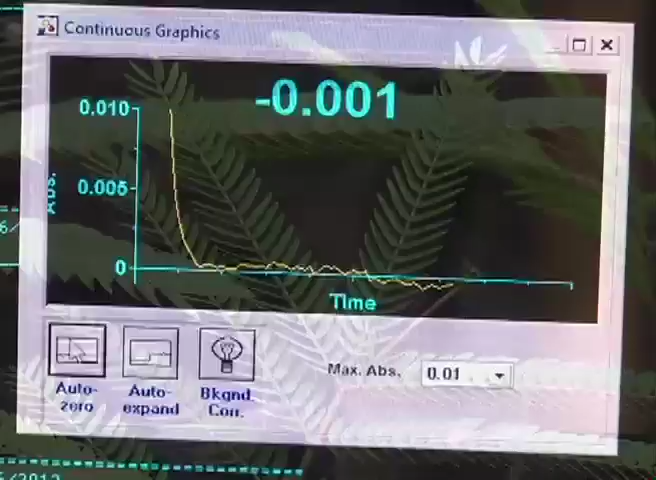 Continuous Graphics
-0.001
0.010
Abs.
0.005
0
Time
Auto-
zero
Auto-
expand
Bkgnd
Corr.
Max. Abs.
0.01